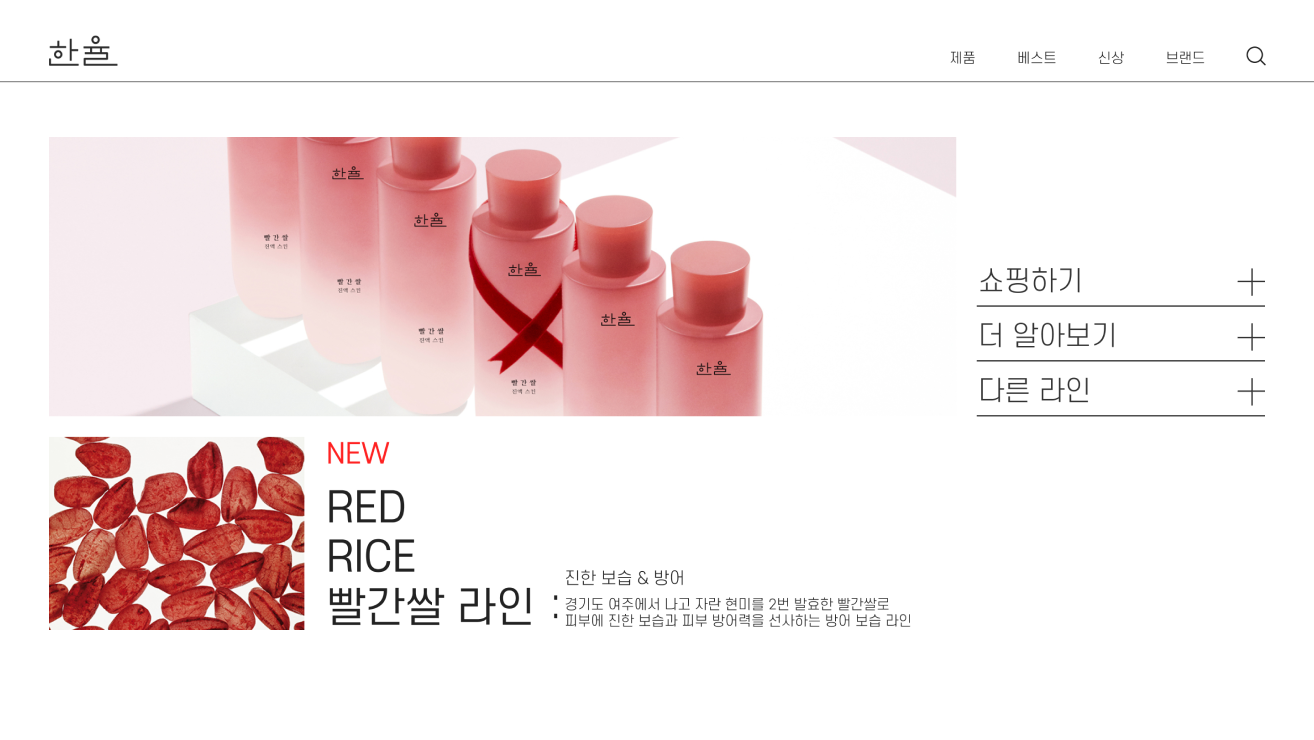 한율
제품 베스트 신상 브랜드
한율
한율
한율
한율
한율
빨간쌀
진액 스킨
빨간쌀
진액 스킨
빨간쌀
진액 스킨
빨간쌀
진액 스킨
쇼핑하기
더 알아보기
다른 라인
NEW
RED
RICE
빨간쌀 라인 :
진한 보습 & 방어
경기도 여주에서 나고 자란 현미를 2번 발효한 빨간쌀로
피부에 진한 보습과 피부 방어력을 선사하는 방어 보습 라인